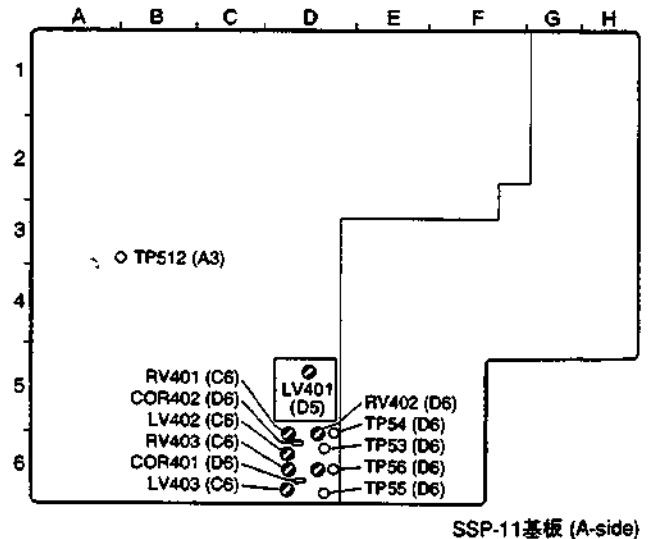 A B C D E F G H
1
2
3
TP512 (A3)
4
5
6
LV401
(D5)
RV401 (C6)
COR402 (D6)
LV402 (C6)
RV403 (C6)
COR401 (D6)
LV403 (C6)
RV402 (D6)
TP54 (D6)
TP53 (D6)
TP56 (D6)
TP55 (D6)
SSP-11基板 (A-side)